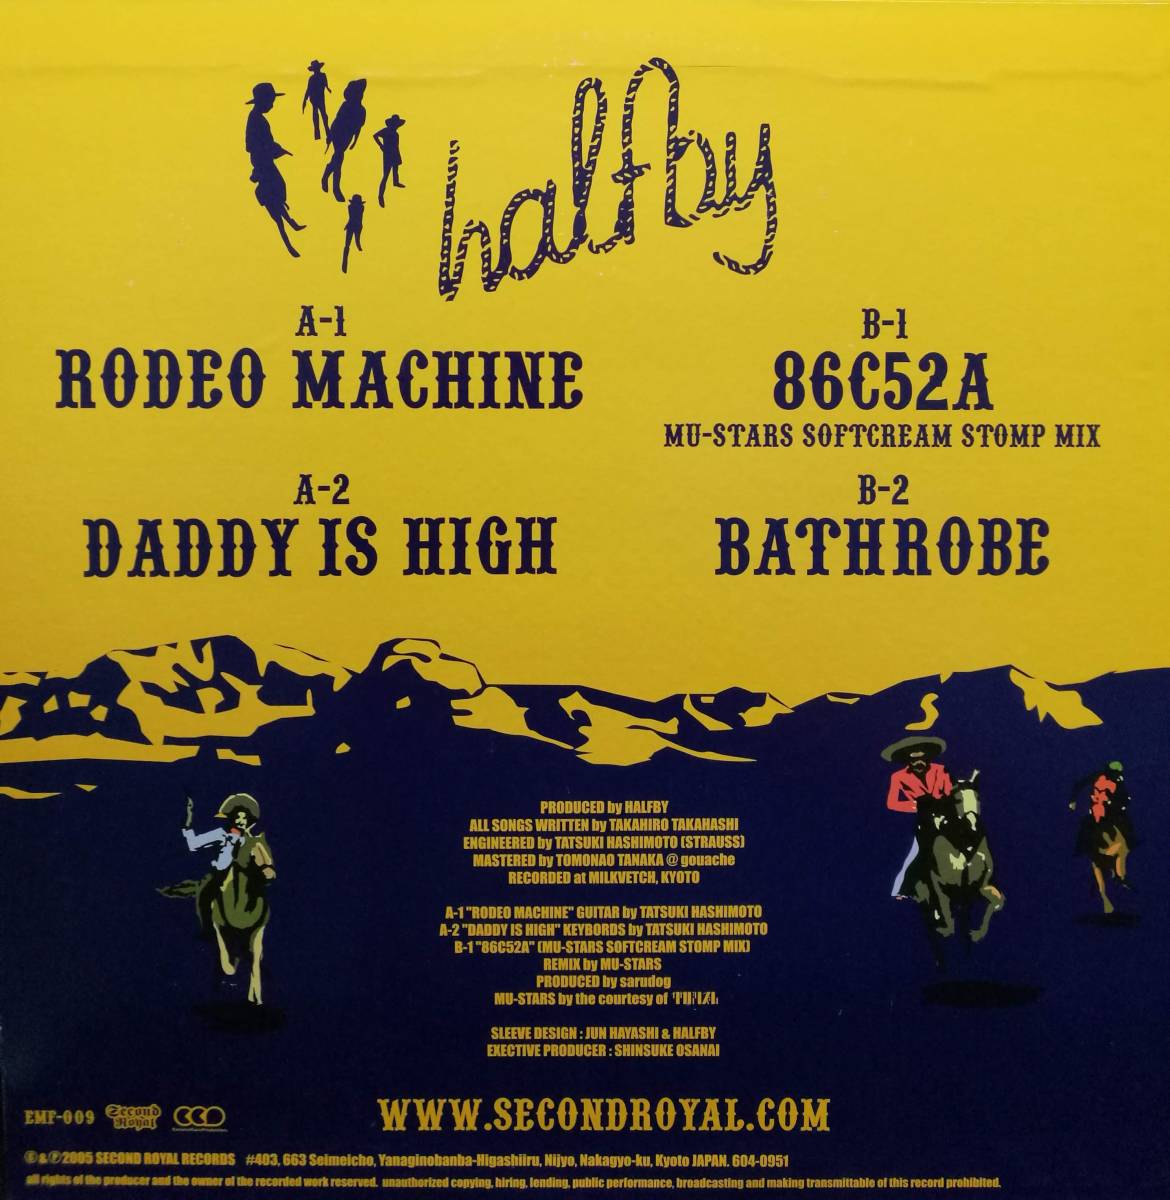 halfby
A-1
RODEO MACHINE
A-2
DADDY IS HIGH
B-1
86C52A
MU-STARS SOFTCREAM STOMP MIX
B-2
BATHROBE
PRODUCED by HALFBY
ALL SONGS WRITTEN by TAKAHIRO TAKAHASHI
ENGINEERED by TATSUKI HASHIMOTO (STRAUSS)
MASTERED by TOMONAO TANAKA @ gouache
RECORDED at MILKVETCH, KYOTO
A-1 "RODEO MACHINE" GUITAR by TATSUKI HASHIMOTO
A-2 "DADDY IS HIGH" KEYBORDS by TATSUKI HASHIMOTO
B-1 "86C52A" (MU-STARS SOFTCREAM STOMP MIX)
REMIX by MU-STARS
PRODUCED by sarudog
MU-STARS by the courtesy of
SLEEVE DESIGN : JUN HAYASHI & HALFBY
EXECTIVE PRODUCER : SHINSUKE OSANAI
WWW.SECONDROYAL.COM
EMF-009 Second Royal
©&℗2005 SECOND ROYAL RECORDS #403, 663 Seimeicho, Yanaginobanba-Higashiiru, Nijyo, Nakagyo-ku, Kyoto JAPAN. 604-0951
all rights of the producer and the owner of the recorded work reserved. unauthorized copying, hiring, lending, public performance, broadcasting and making transmittable of this record prohibited.